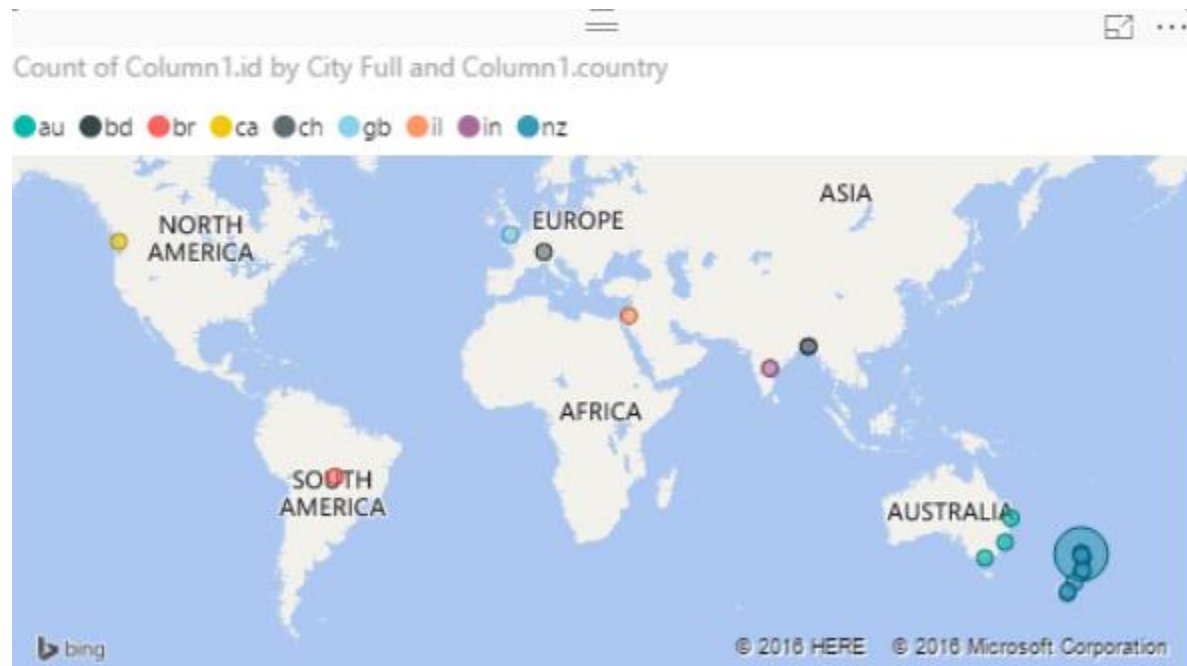 Count of Column1.id by City Full and Column1.country
au bd br ca ch gb il in nz
ASIA
NORTH
AMERICA
EUROPE
AFRICA
SOUTH
AMERICA
AUSTRALIA
bing
© 2016 HERE © 2016 Microsoft Corporation